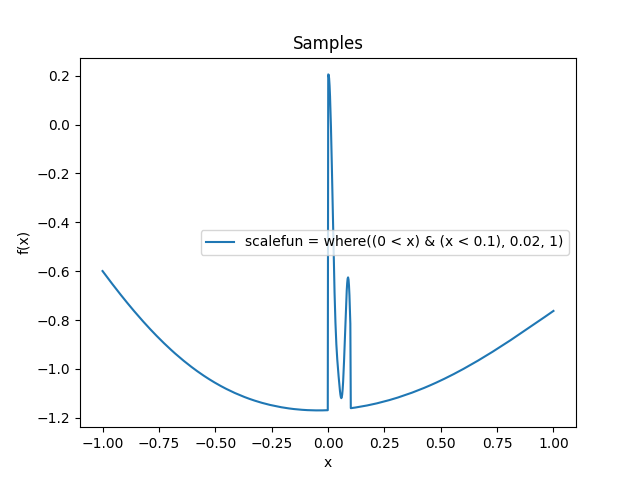 Samples
f(x)
0.2
0.0
−0.2
−0.4
−0.6
−0.8
−1.0
−1.2
scalefun = where((0 < x) & (x < 0.1), 0.02, 1)
−1.00 −0.75 −0.50 −0.25 0.00 0.25 0.50 0.75 1.00
x